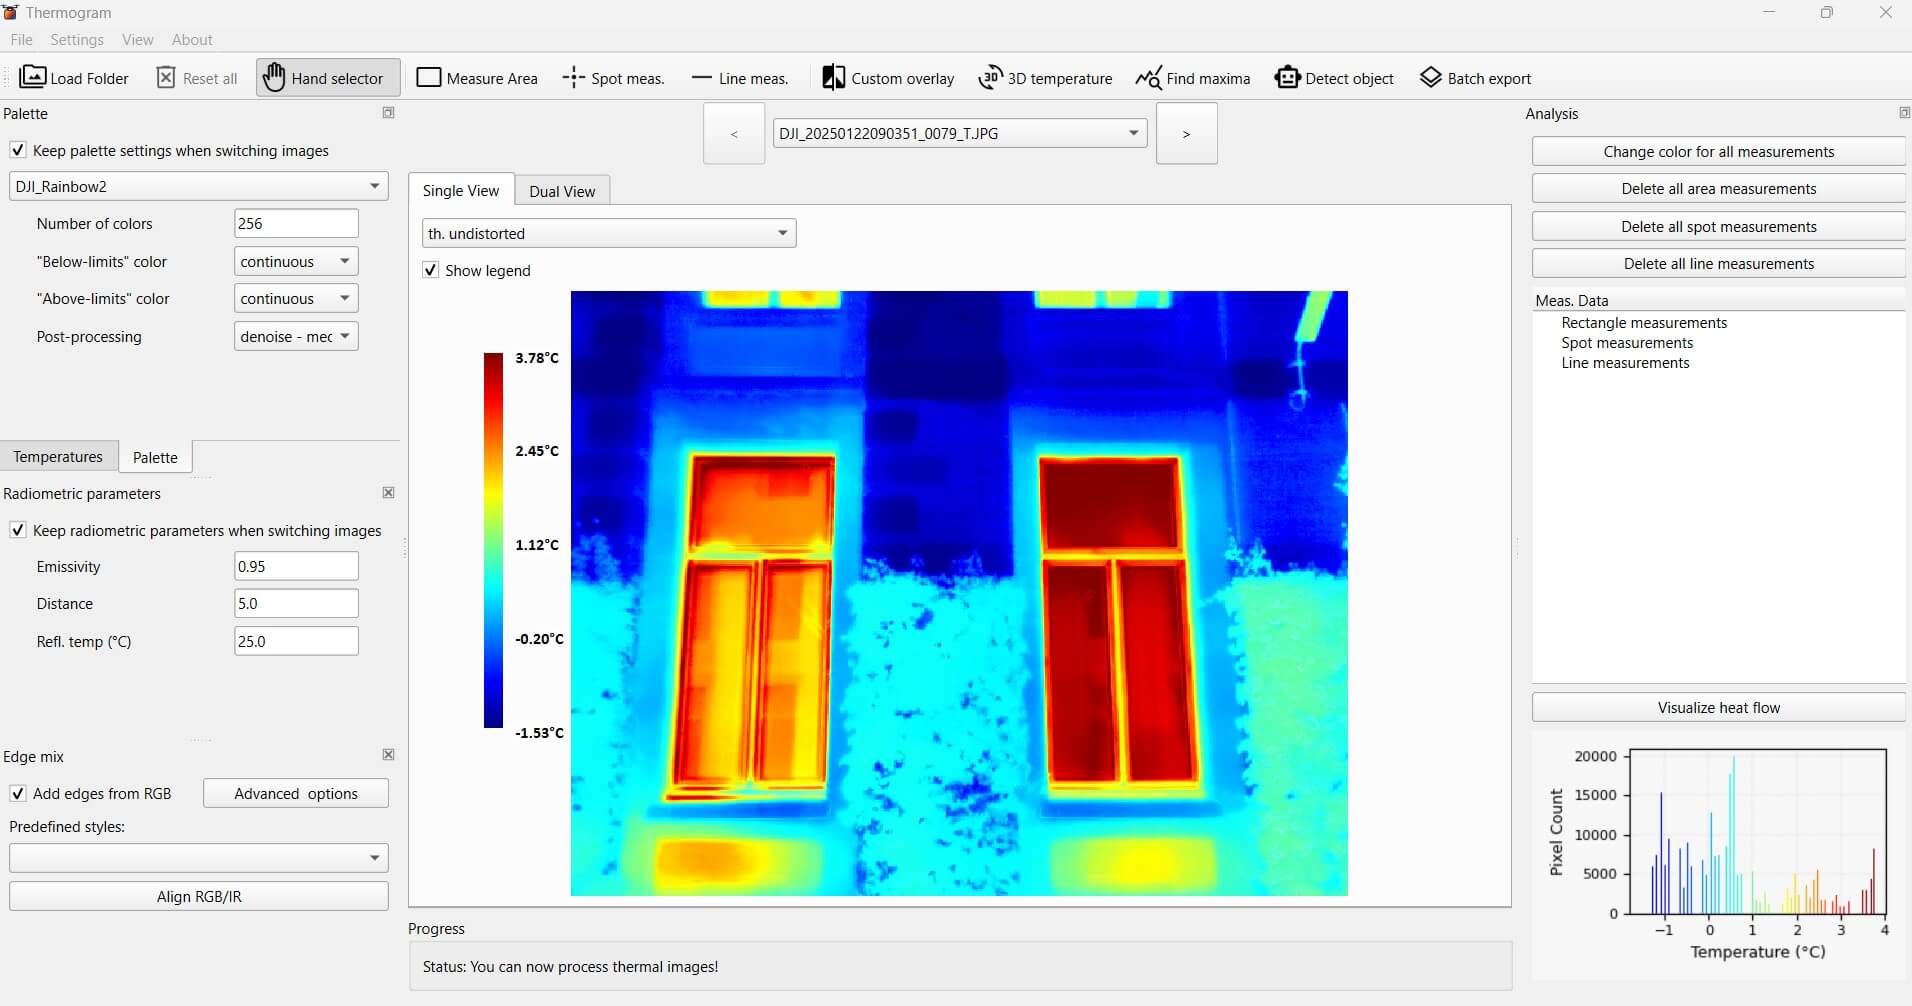 Thermogram
File Settings View About
Load Folder Reset all Hand selector Measure Area Spot meas. Line meas. Custom overlay 3D temperature Find maxima Detect object Batch export
Palette
Keep palette settings when switching images
DJI_Rainbow2
Number of colors 256
"Below-limits" color continuous
"Above-limits" color continuous
Post-processing denoise - mec
Temperatures Palette
Radiometric parameters
Keep radiometric parameters when switching images
Emissivity 0.95
Distance 5.0
Refl. temp (°C) 25.0
Edge mix
Add edges from RGB Advanced options
Predefined styles:
Align RGB/IR
< DJI_20250122090351_0079_T.JPG >
Single View Dual View
th. undistorted
Show legend
3.78°C
2.45°C
1.12°C
-0.20°C
-1.53°C
Progress
Status: You can now process thermal images!
Analysis
Change color for all measurements
Delete all area measurements
Delete all spot measurements
Delete all line measurements
Meas. Data
Rectangle measurements
Spot measurements
Line measurements
Visualize heat flow
Pixel Count
20000
15000
10000
5000
0
−1 0 1 2 3 4
Temperature (°C)